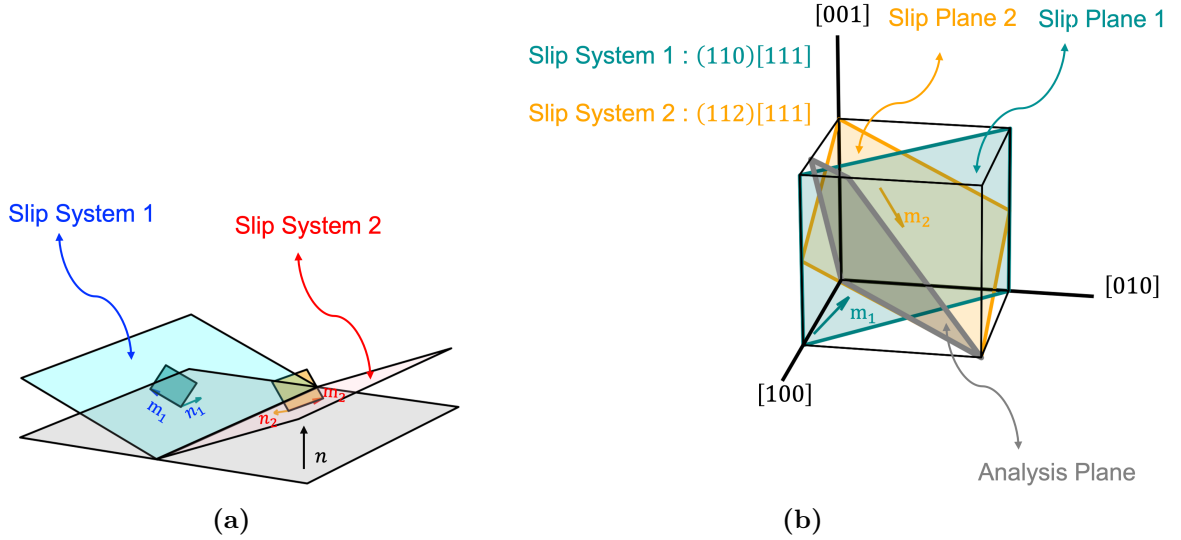 Slip System 1
Slip System 2
m₁
n₁
n₂
m₂
n
(a)
[001]
Slip Plane 2
Slip Plane 1
Slip System 1 : (110)[111]
Slip System 2 : (112)[111]
m₂
m₁
[010]
[100]
Analysis Plane
(b)